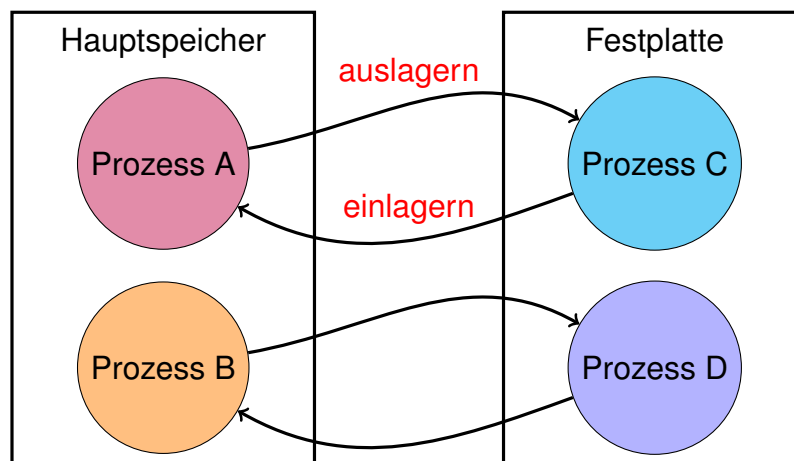 Hauptspeicher
Festplatte
auslagern
Prozess A
Prozess C
einlagern
Prozess B
Prozess D